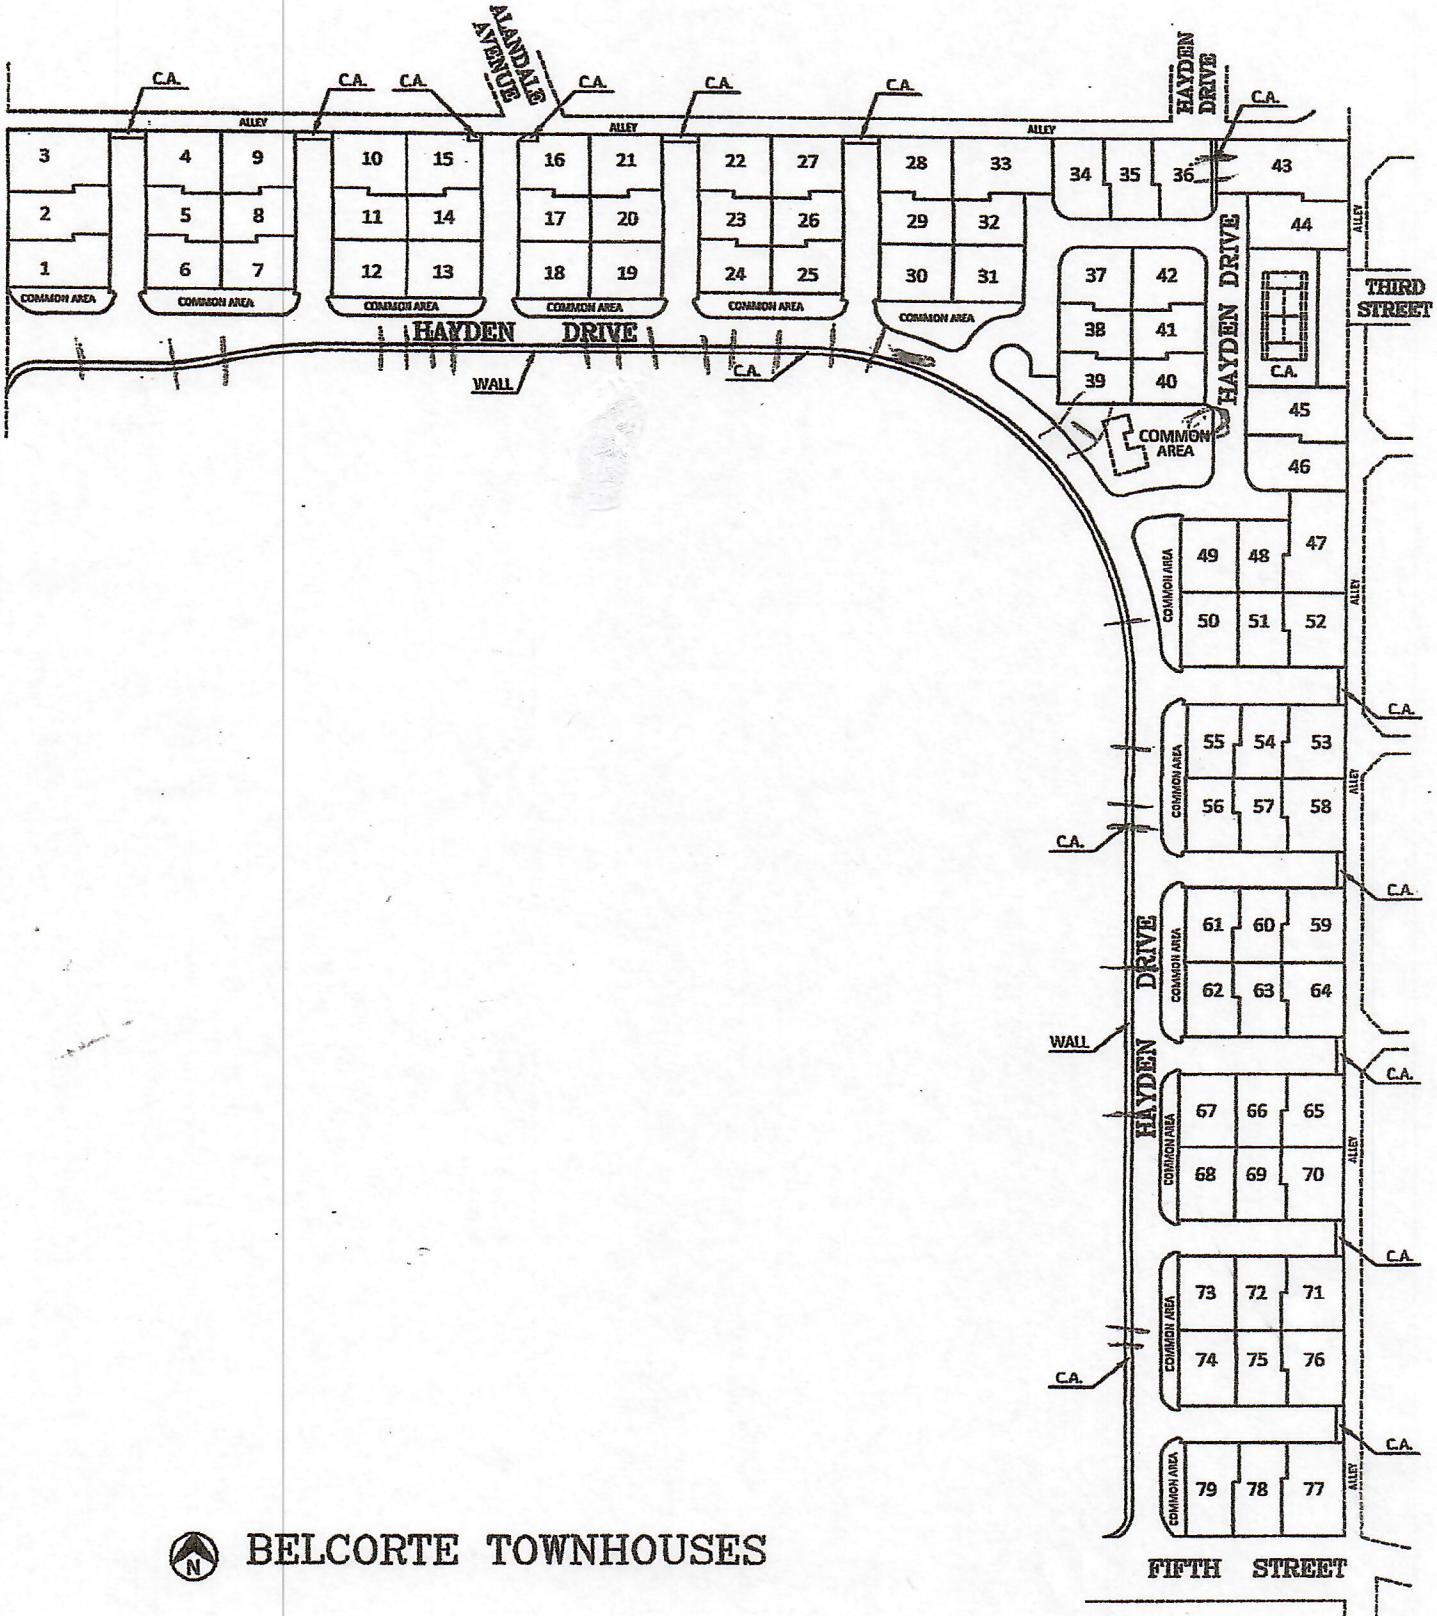 ALANDALE
AVENUE
HAYDEN
DRIVE
C.A.
C.A.
C.A.
C.A.
C.A.
C.A.
C.A.
ALLEY
ALLEY
ALLEY
3
4
9
10
15
16
21
22
27
28
33
34
35
36
43
2
5
8
11
14
17
20
23
26
29
32
44
ALLEY
1
6
7
12
13
18
19
24
25
30
31
37
42
HAYDEN DRIVE
THIRD
STREET
COMMON AREA
COMMON AREA
COMMON AREA
COMMON AREA
COMMON AREA
COMMON AREA
HAYDEN DRIVE
38
41
WALL
C.A.
39
40
C.A.
45
COMMON
AREA
46
COMMON AREA
49
48
47
50
51
52
ALLEY
C.A.
COMMON AREA
55
54
53
56
57
58
ALLEY
C.A.
C.A.
COMMON AREA
61
60
59
62
63
64
HAYDEN DRIVE
WALL
C.A.
COMMON AREA
67
66
65
68
69
70
ALLEY
C.A.
COMMON AREA
73
72
71
74
75
76
C.A.
C.A.
COMMON AREA
79
78
77
ALLEY
N
BELCORTE TOWNHOUSES
FIFTH STREET